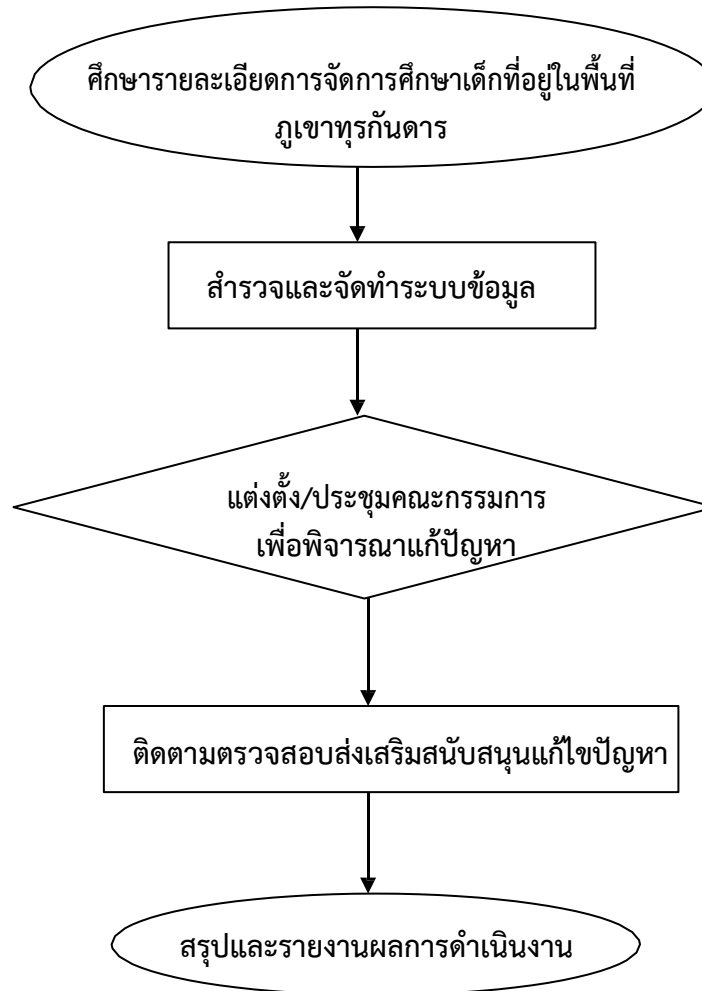 ศึกษารายละเอียดการจัดการศึกษาเด็กที่อยู่ในพื้นที่
ภูเขาทุรกันดาร
สำรวจและจัดทำระบบข้อมูล
แต่งตั้ง/ประชุมคณะกรรมการ
เพื่อพิจารณาแก้ปัญหา
ติดตามตรวจสอบส่งเสริมสนับสนุนแก้ไขปัญหา
สรุปและรายงานผลการดำเนินงาน